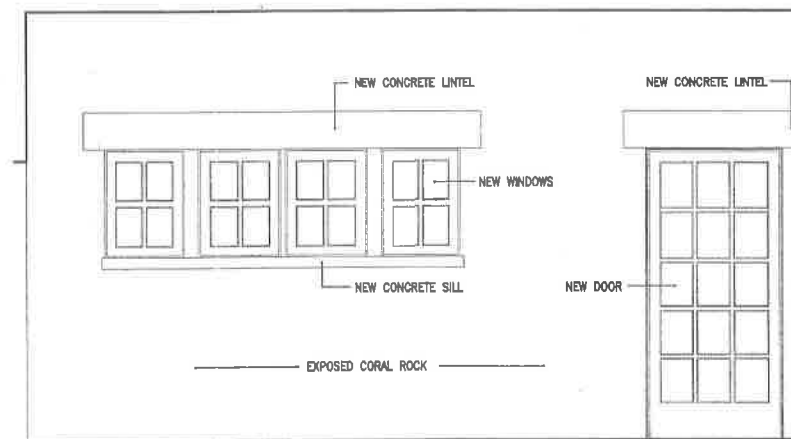 NEW CONCRETE LINTEL
NEW CONCRETE LINTEL
NEW WINDOWS
NEW CONCRETE SILL
NEW DOOR
EXPOSED CORAL ROCK